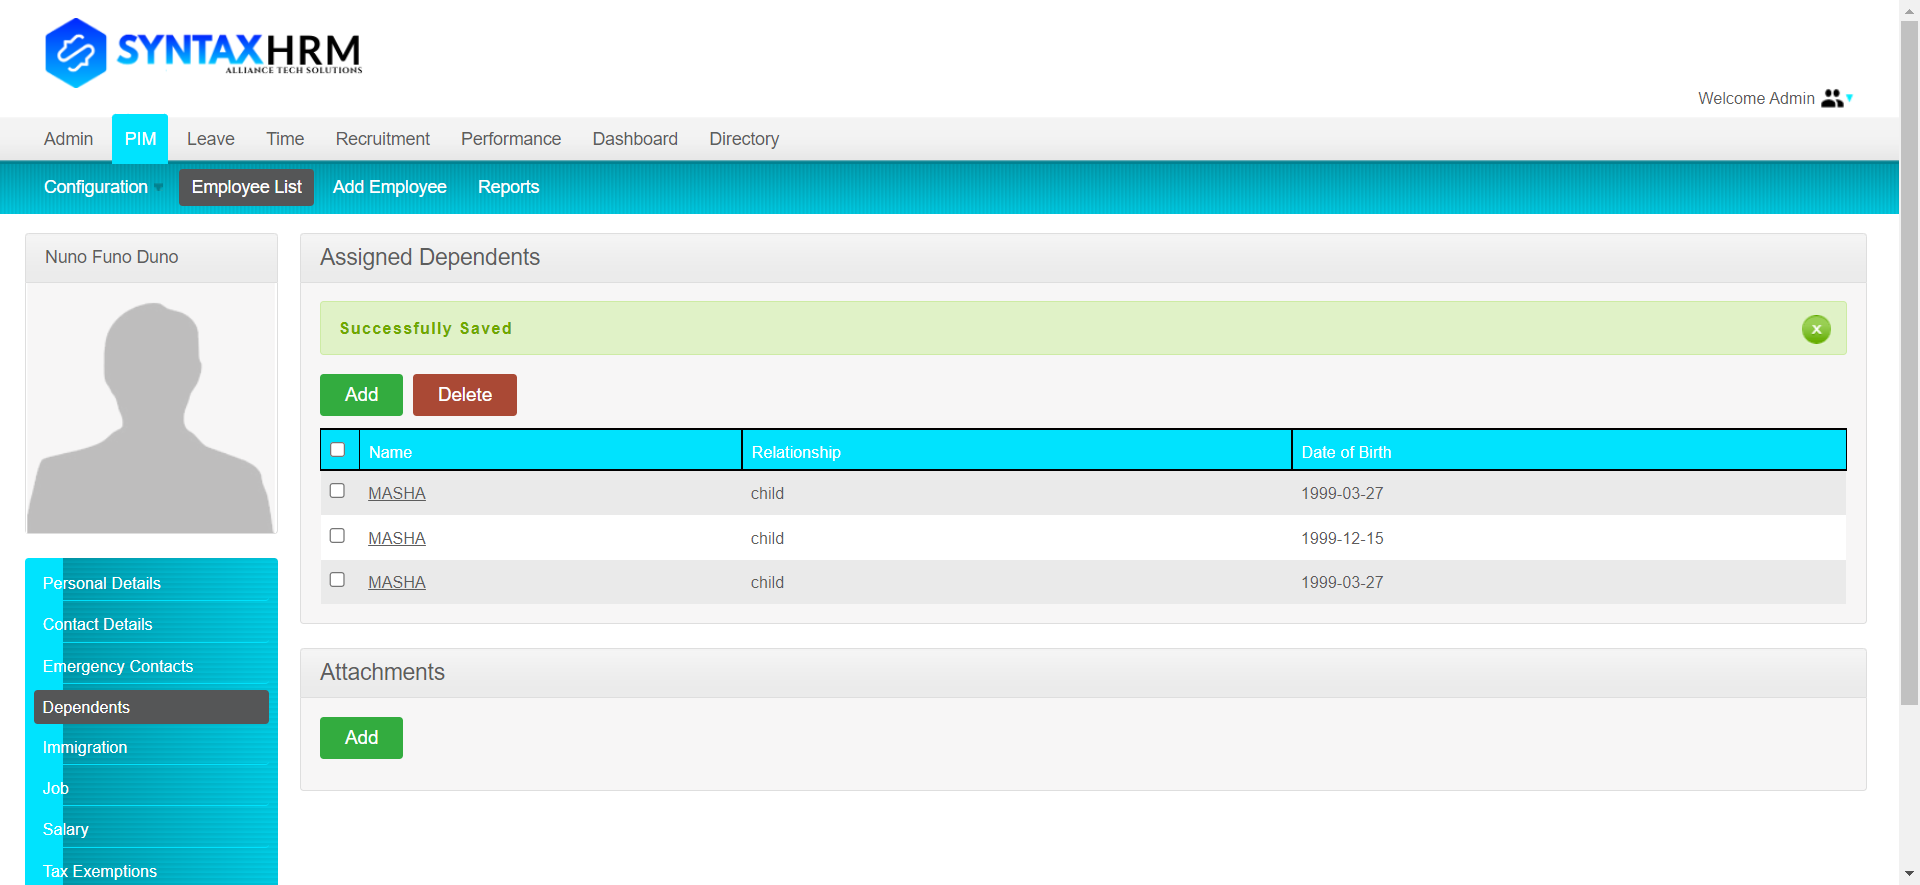 SYNTAXHRM
ALLIANCE TECH SOLUTIONS
Welcome Admin
Admin PIM Leave Time Recruitment Performance Dashboard Directory
Configuration Employee List Add Employee Reports
Nuno Funo Duno
Assigned Dependents
Successfully Saved
x
Add Delete
Name Relationship Date of Birth
MASHA child 1999-03-27
MASHA child 1999-12-15
MASHA child 1999-03-27
Personal Details
Contact Details
Emergency Contacts
Dependents
Immigration
Job
Salary
Tax Exemptions
Attachments
Add